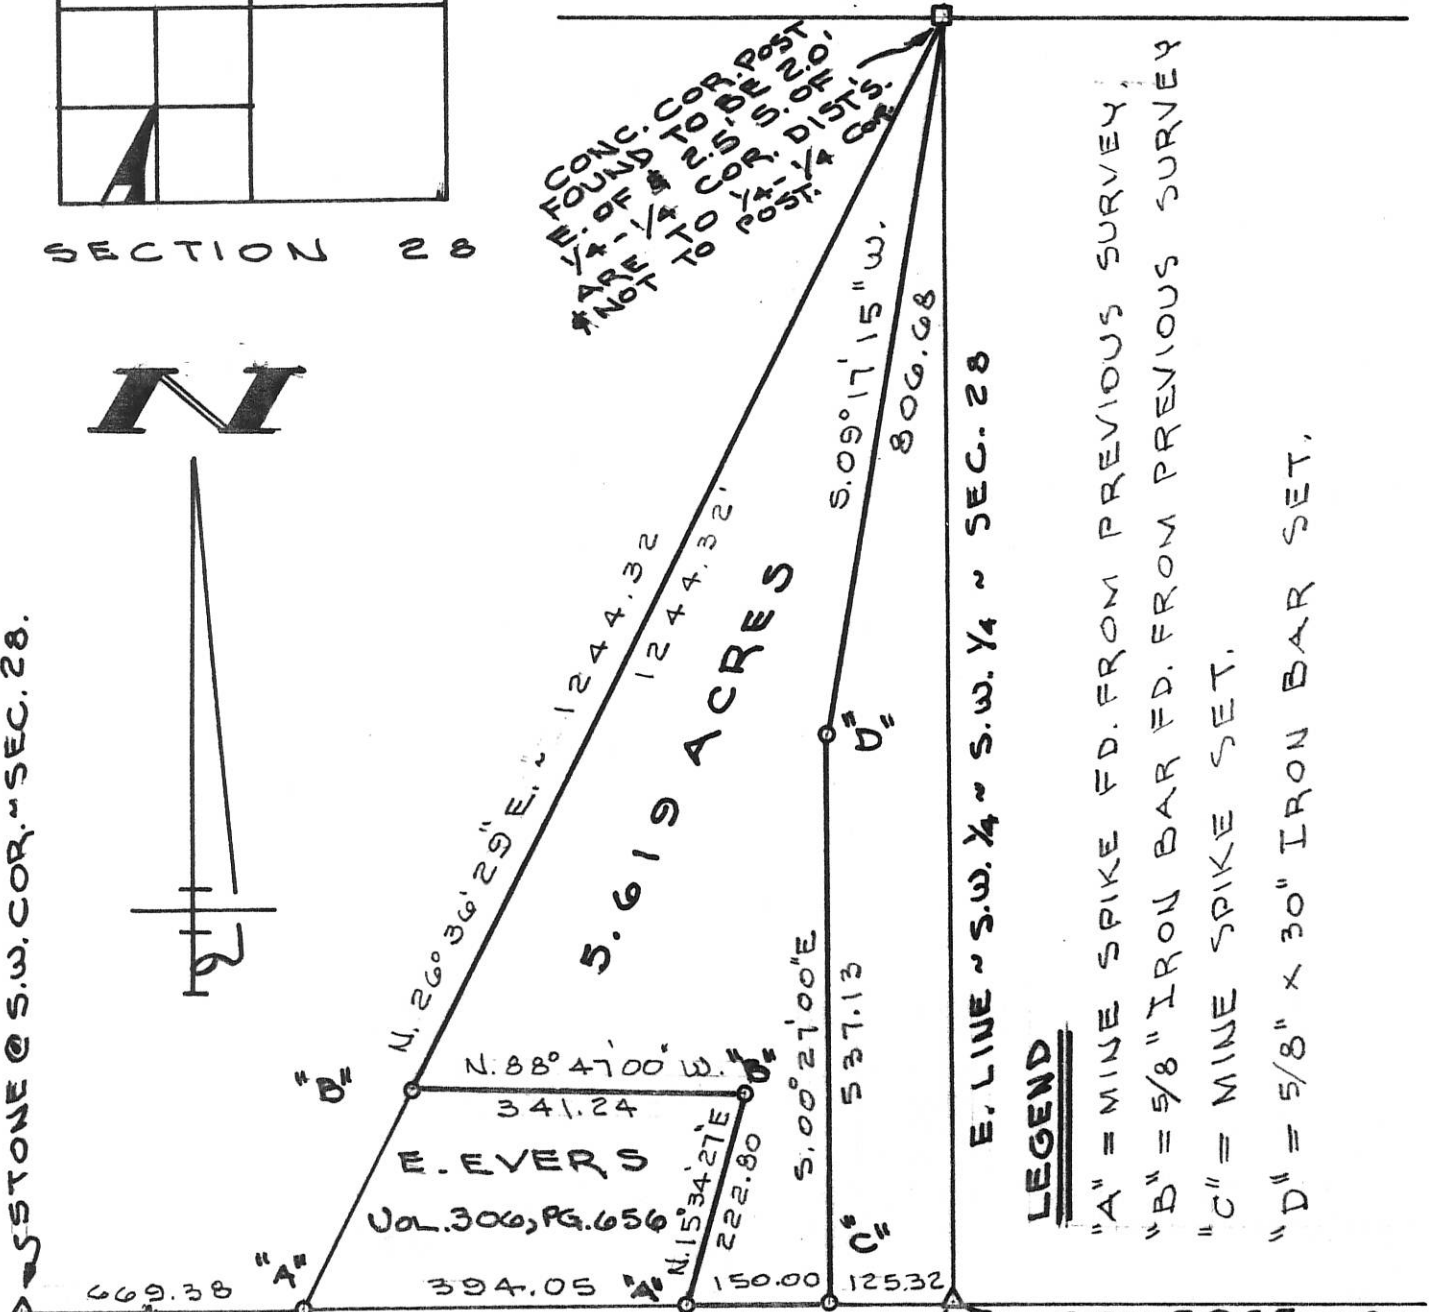 SECTION 28
CONC. COR. POST
FOUND TO BE 2.0'
E. OF & 2.5' S. OF
1/4-1/4 COR. DISTS.
ARE TO 1/4-1/4 COR.
NOT TO POST.
N
STONE @ S.W. COR. ~ SEC. 28.
N. 26° 36' 29" E. ~ 1244.32
1244.32'
5.619 ACRES
S. 09° 17' 15" W.
806.68
"D"
E. LINE ~ S.W. ¼ ~ S.W. ¼ ~ SEC. 28
S. 00° 27' 00" E
537.13
"B"
N. 88° 47' 00" W.
"B"
341.24
E. EVERS
VOL. 306, PG. 656
N. 15° 34' 27" E
222.80
"C"
669.38
"A"
394.05
"A"
150.00
125.32
LEGEND
"A" = MINE SPIKE FD. FROM PREVIOUS SURVEY.
"B" = 5/8" IRON BAR FD. FROM PREVIOUS SURVEY
"C" = MINE SPIKE SET.
"D" = 5/8" x 30" IRON BAR SET.